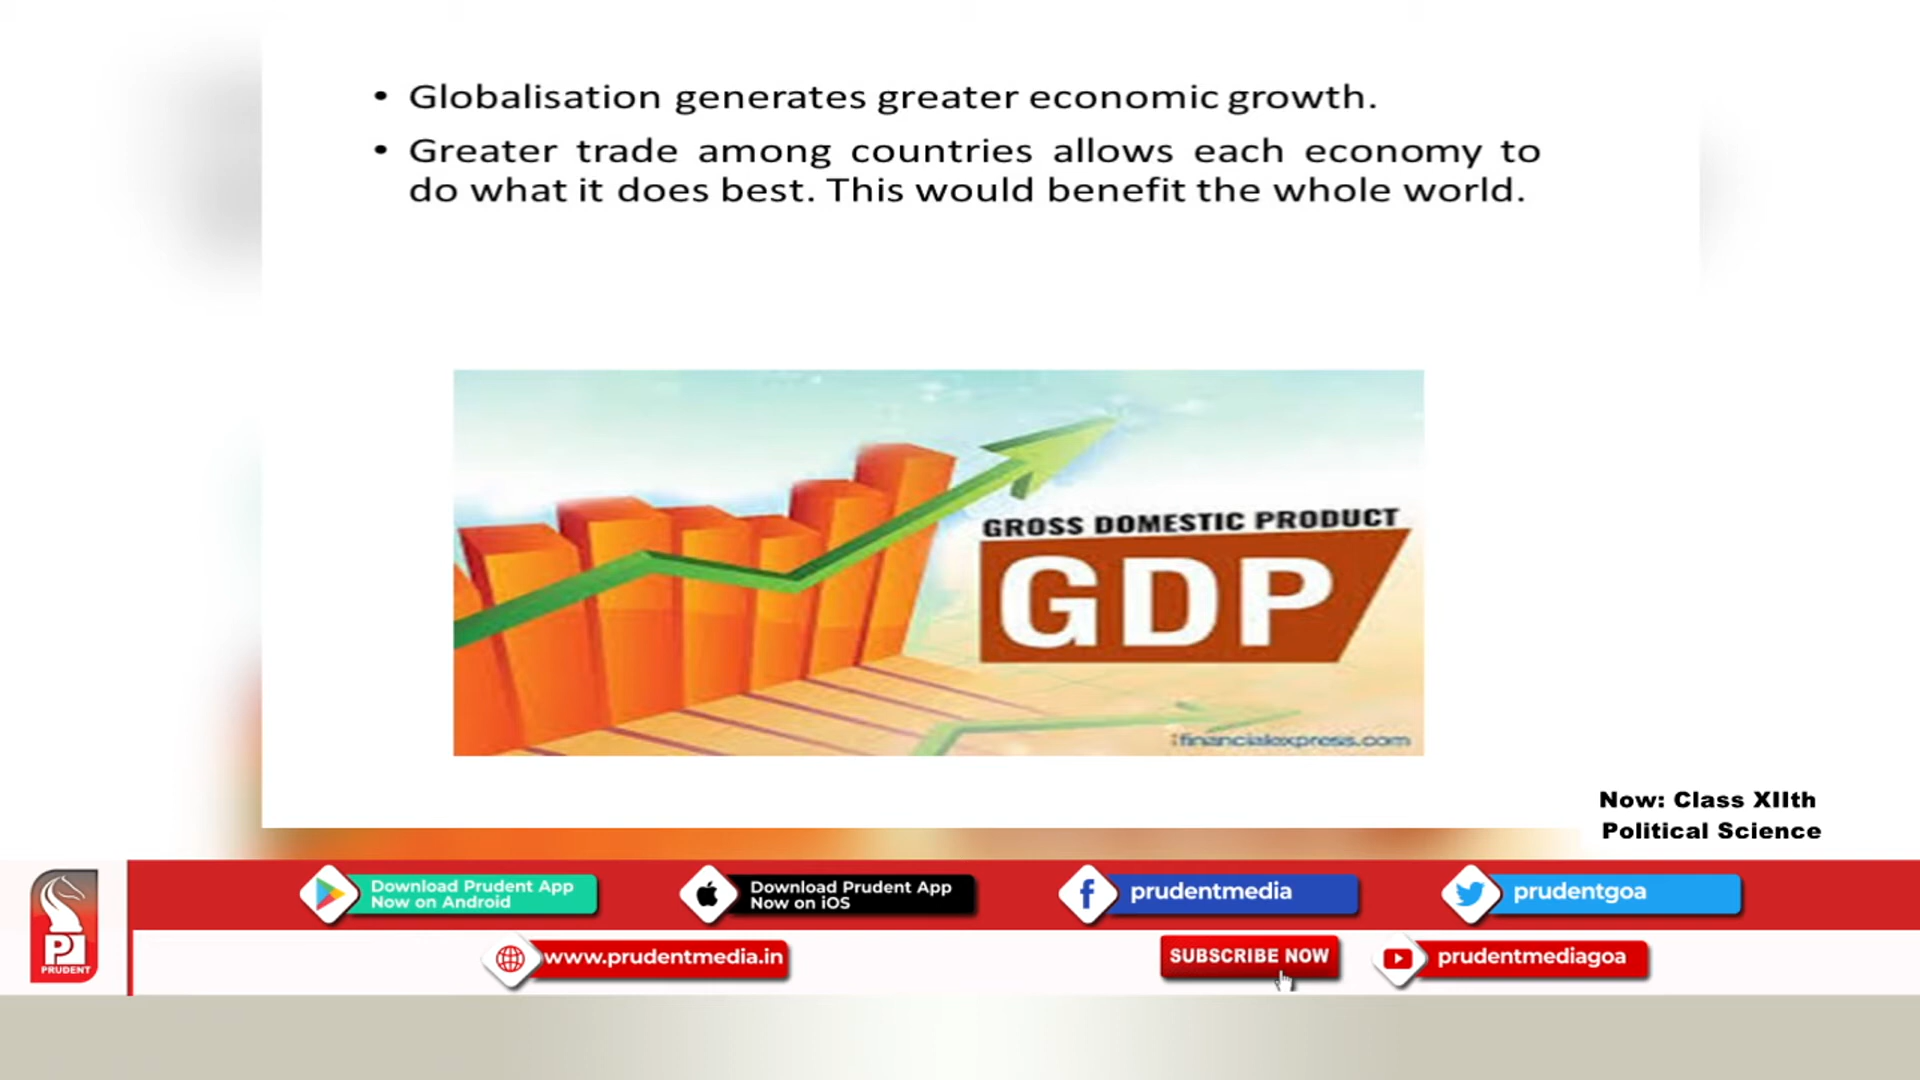 • Globalisation generates greater economic growth.
• Greater trade among countries allows each economy to
do what it does best. This would benefit the whole world.
GROSS DOMESTIC PRODUCT
GDP
financialexpress.com
Now: Class XIIth
Political Science
Download Prudent App
Now on Android
Download Prudent App
Now on iOS
prudentmedia
prudentgoa
PRUDENT
www.prudentmedia.in
SUBSCRIBE NOW
prudentmediagoa